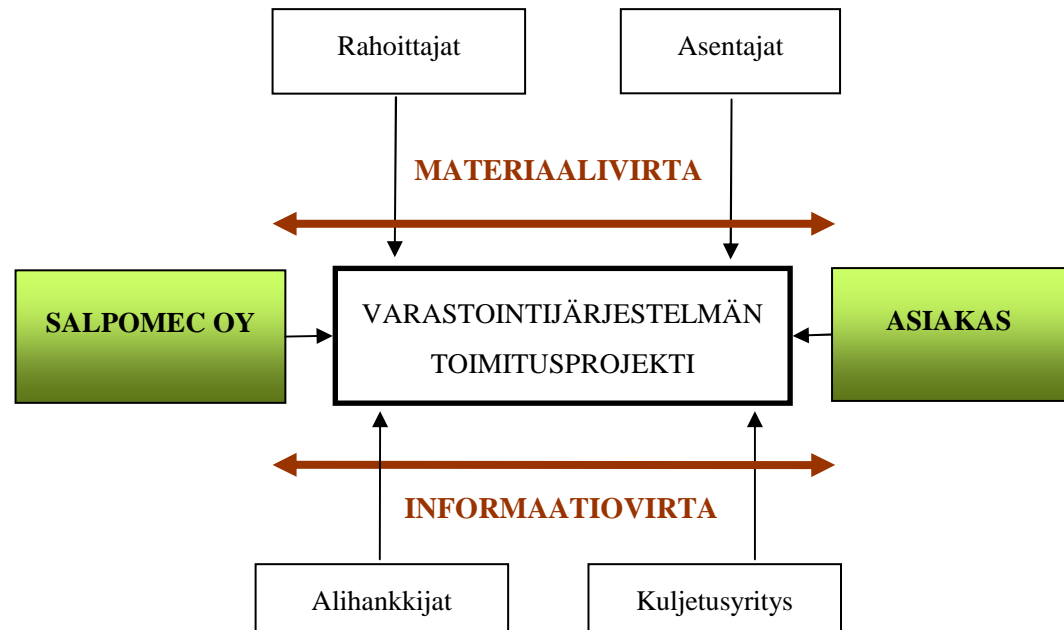 Rahoittajat
Asentajat
MATERIAALIVIRTA
SALPOMEC OY
VARASTOINTIJÄRJESTELMÄN
TOIMITUSPROJEKTI
ASIAKAS
INFORMAATIOVIRTA
Alihankkijat
Kuljetusyritys